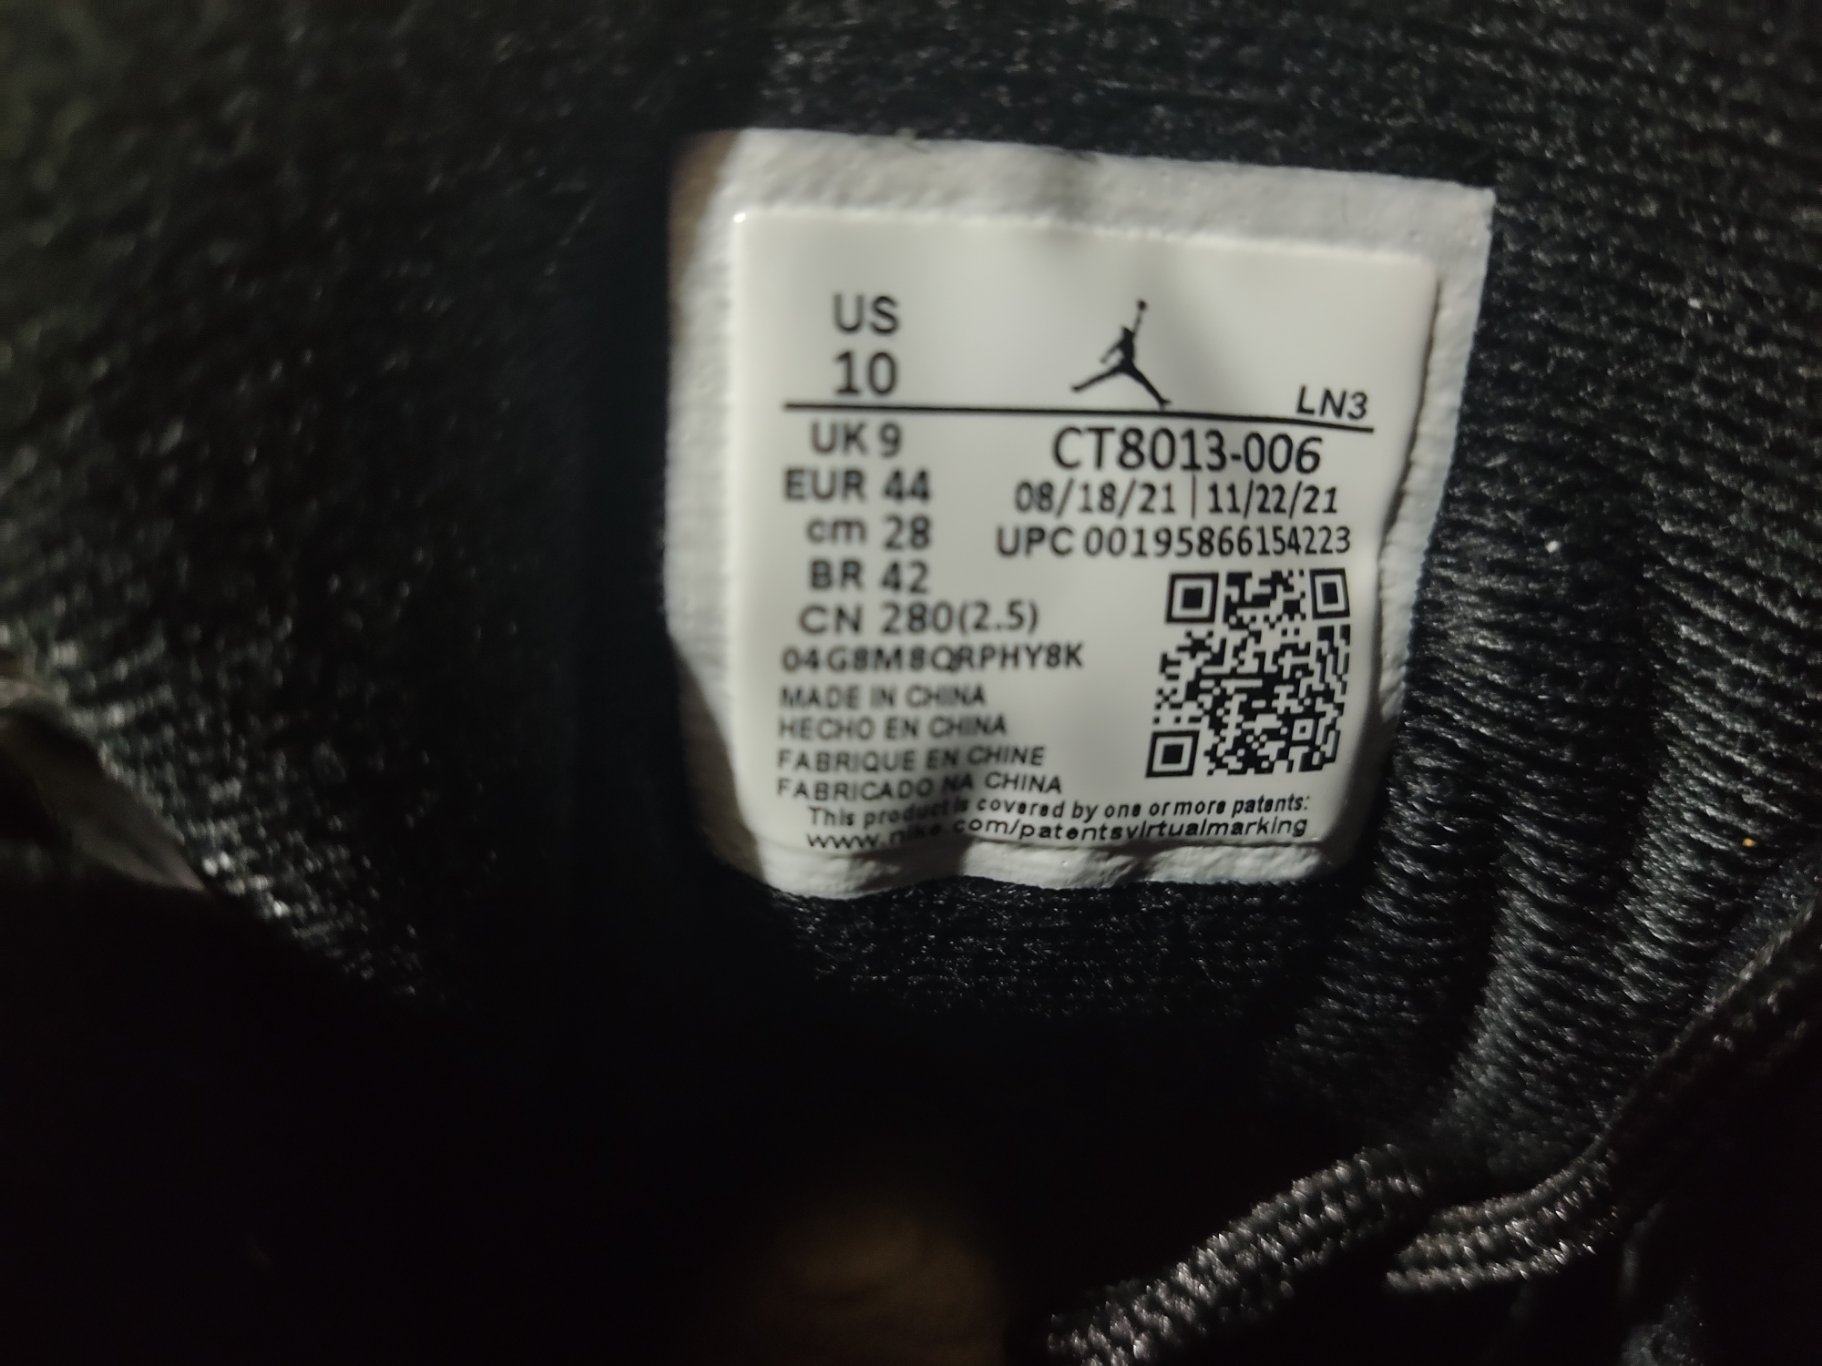 US
10
LN3
UK 9
CT8013-006
EUR 44
08/18/21 | 11/22/21
cm 28
UPC 00195866154223
BR 42
CN 280(2.5)
04G8M8QRPHY8K
MADE IN CHINA
HECHO EN CHINA
FABRIQUE EN CHINE
FABRICADO NA CHINA
This product is covered by one or more patents:
www.nike.com/patentsvirtualmarking